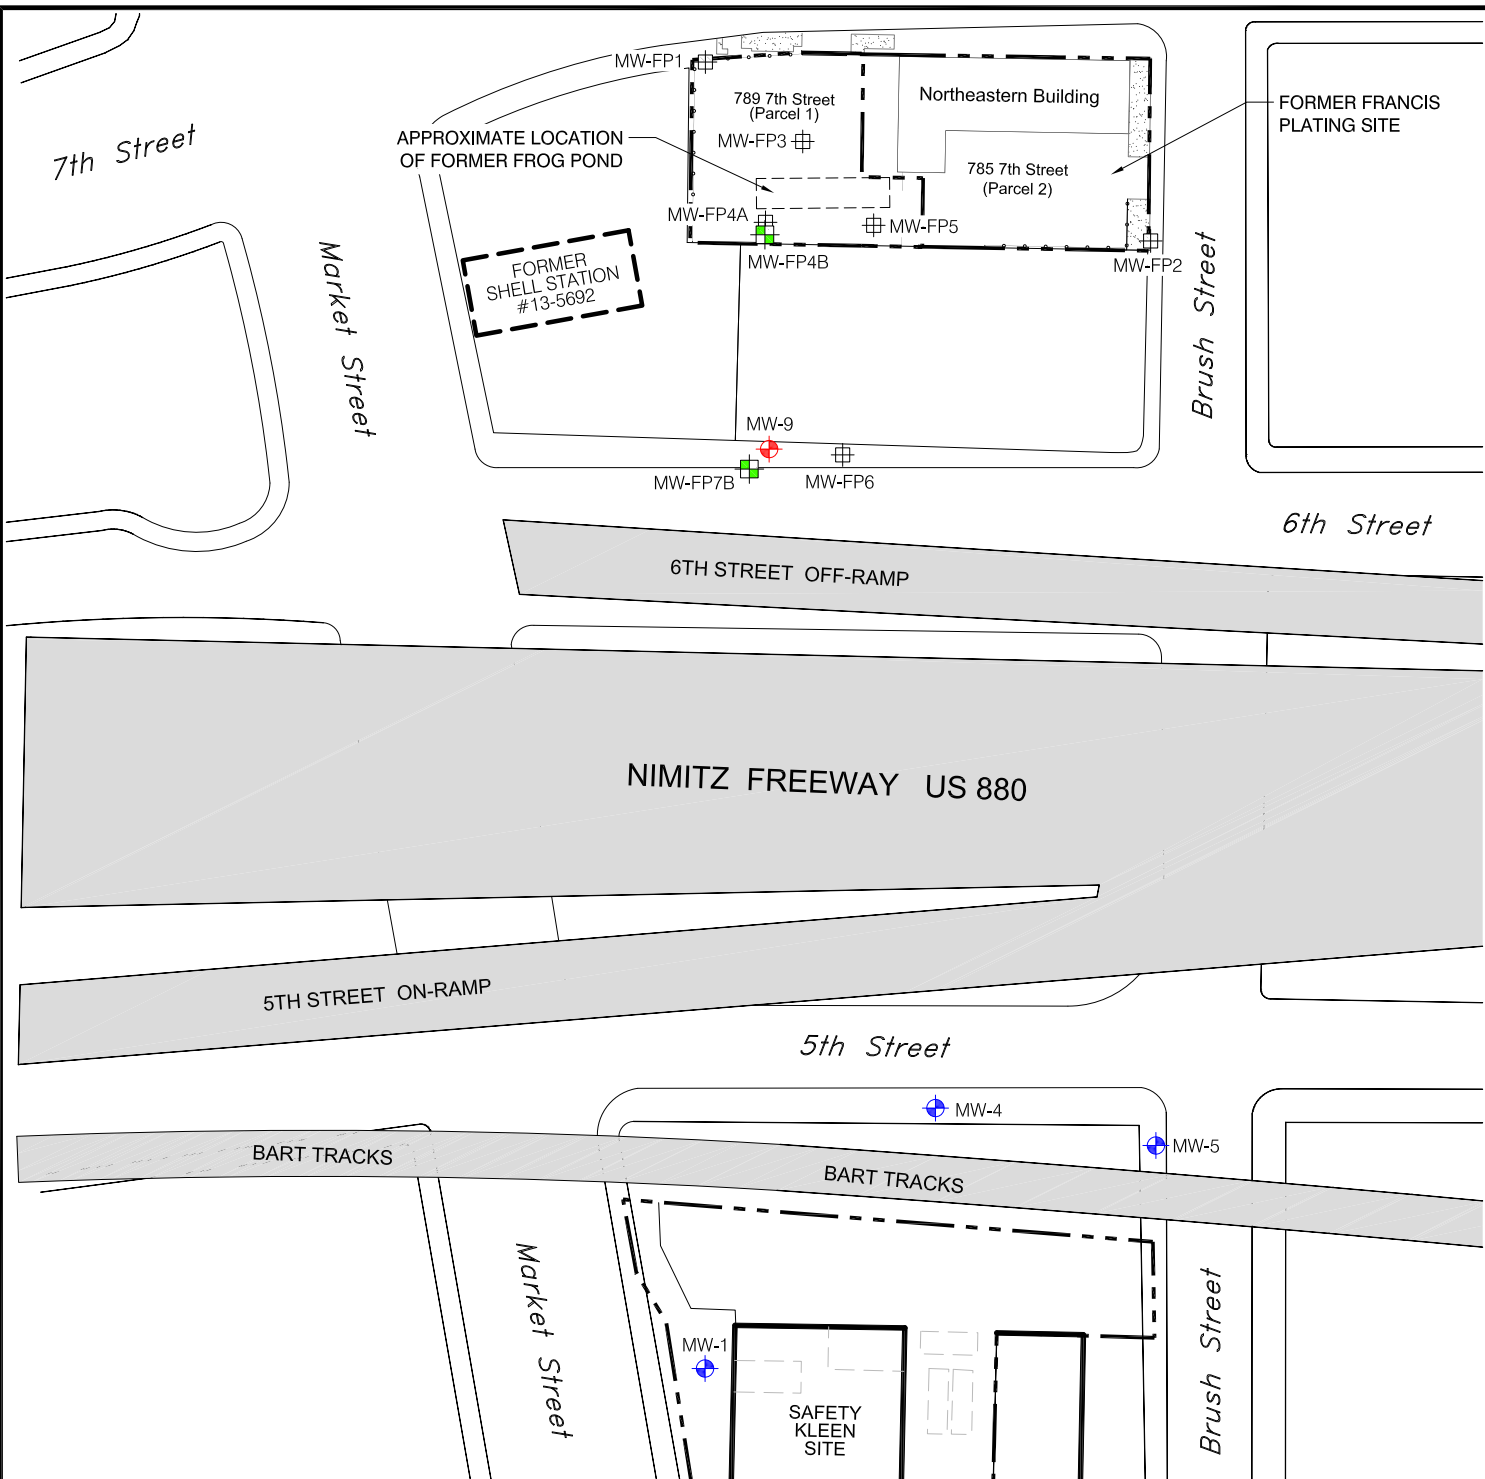 MW-FP1
789 7th Street
(Parcel 1)
Northeastern Building
FORMER FRANCIS
PLATING SITE
7th Street
APPROXIMATE LOCATION
OF FORMER FROG POND
MW-FP3
785 7th Street
(Parcel 2)
MW-FP4A
MW-FP5
MW-FP4B
MW-FP2
FORMER
SHELL STATION
#13-5692
Market Street
Brush Street
MW-9
MW-FP7B
MW-FP6
6th Street
6TH STREET OFF-RAMP
NIMITZ FREEWAY US 880
5TH STREET ON-RAMP
5th Street
MW-4
MW-5
BART TRACKS
BART TRACKS
Market Street
Brush Street
MW-1
SAFETY
KLEEN
SITE